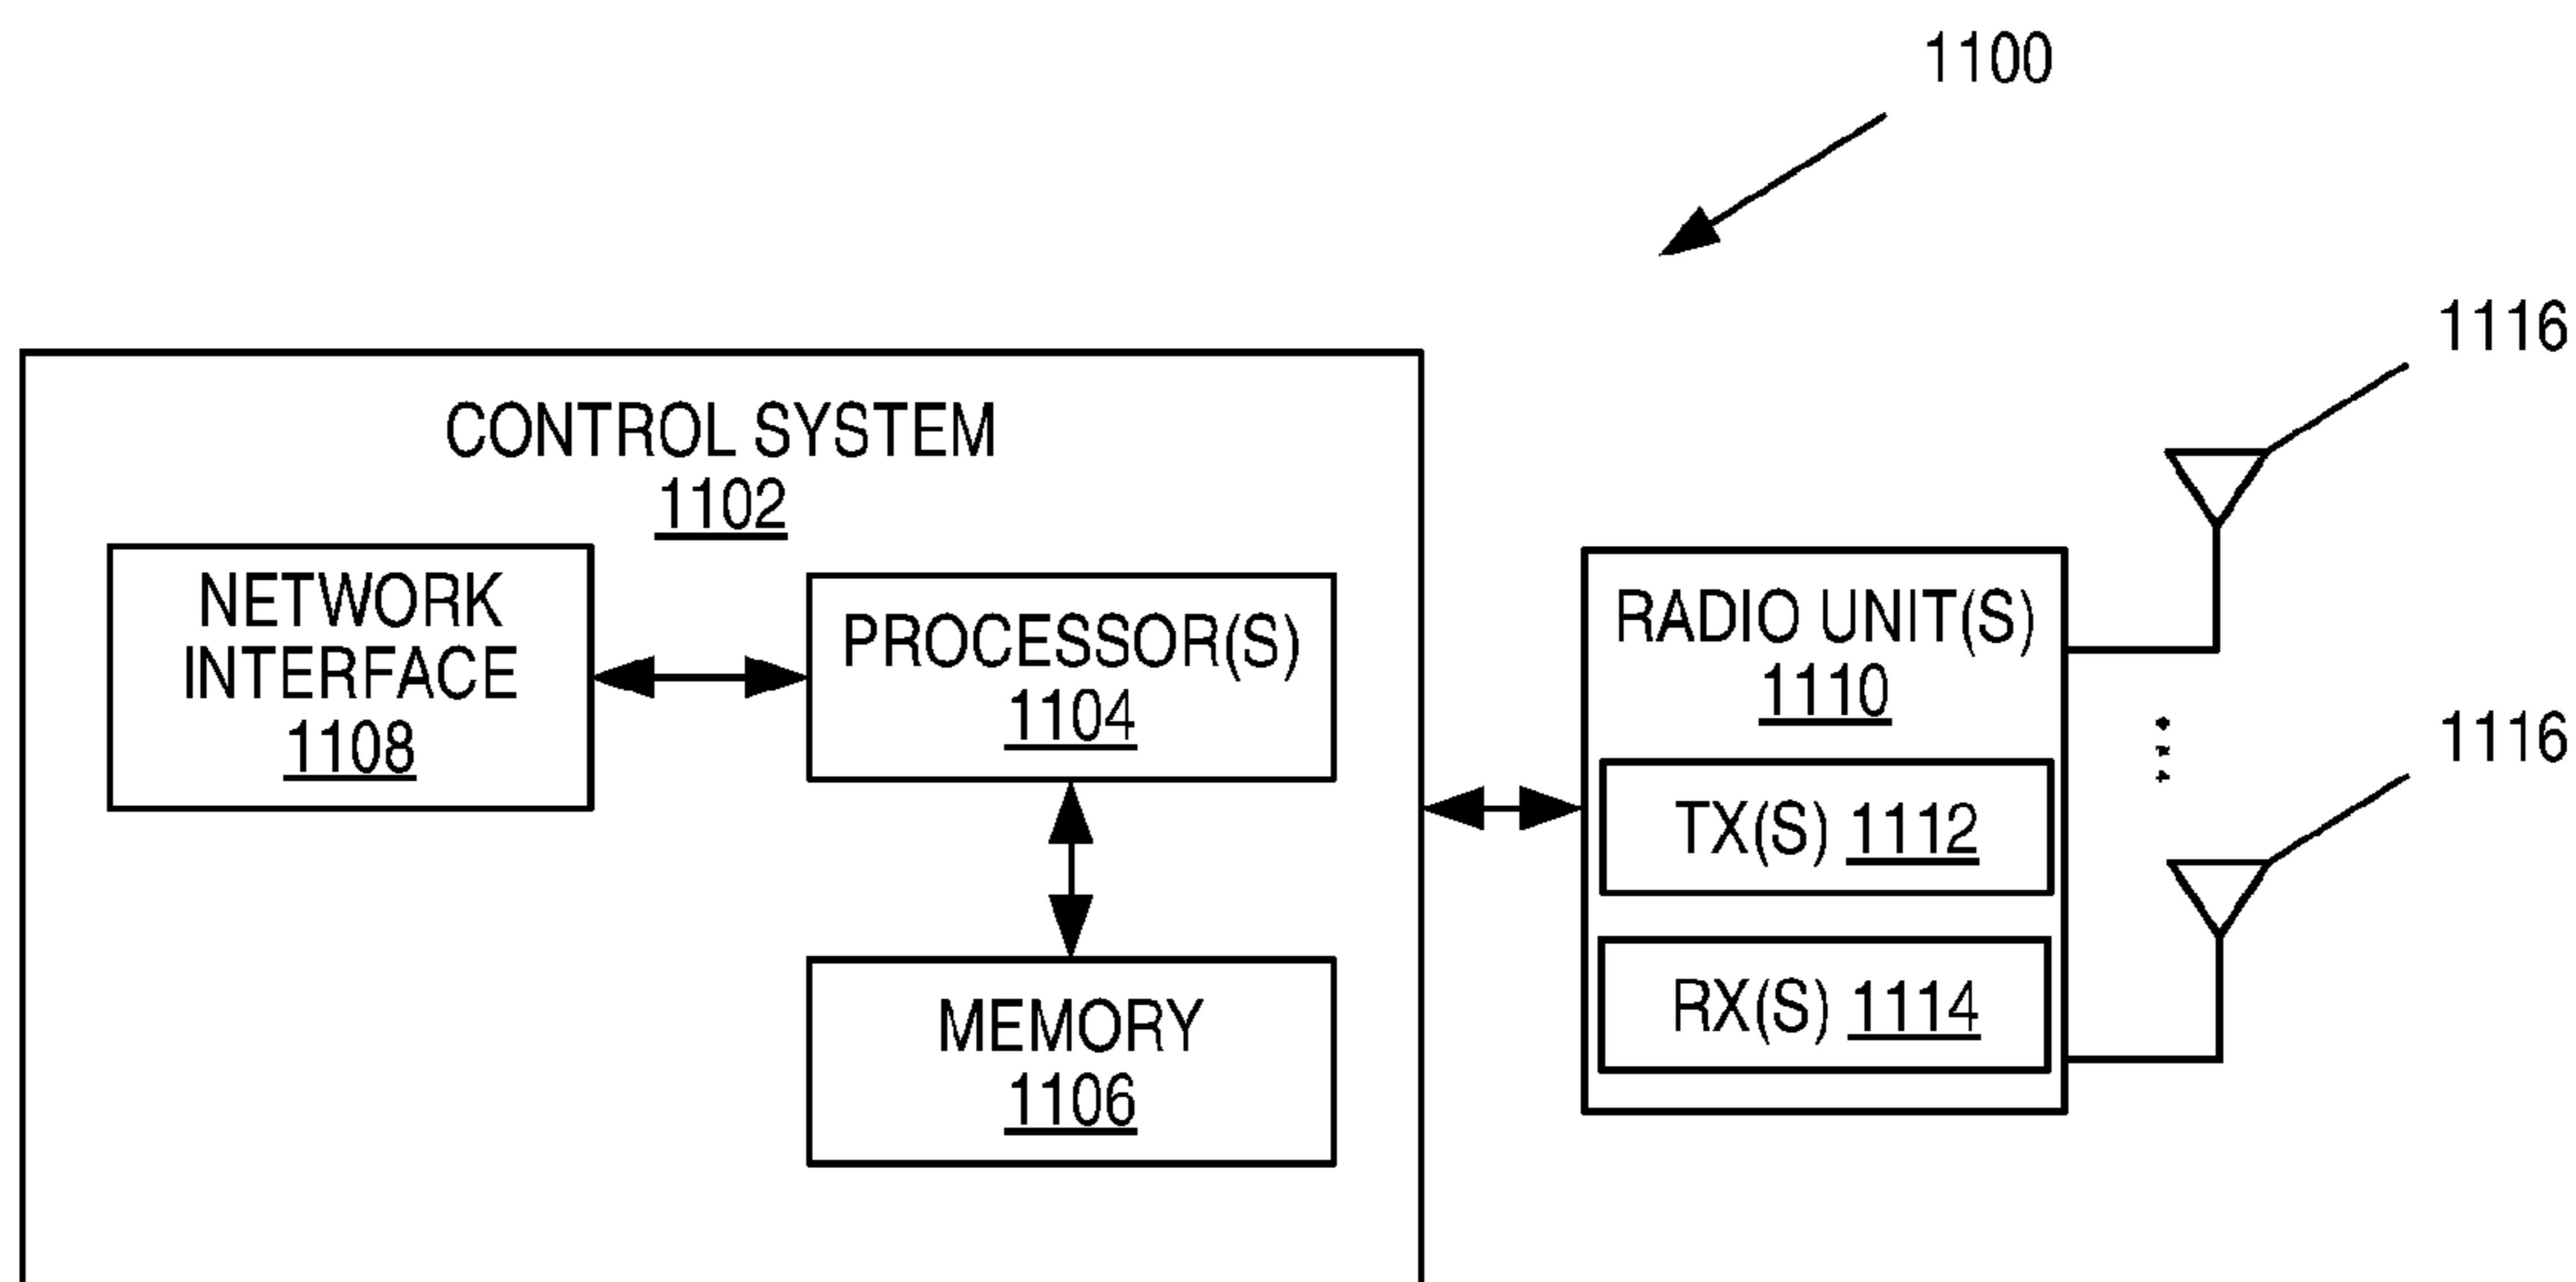 1100
1116
CONTROL SYSTEM
1102
NETWORK
INTERFACE
1108
PROCESSOR(S)
1104
MEMORY
1106
RADIO UNIT(S)
1110
TX(S) 1112
RX(S) 1114
1116